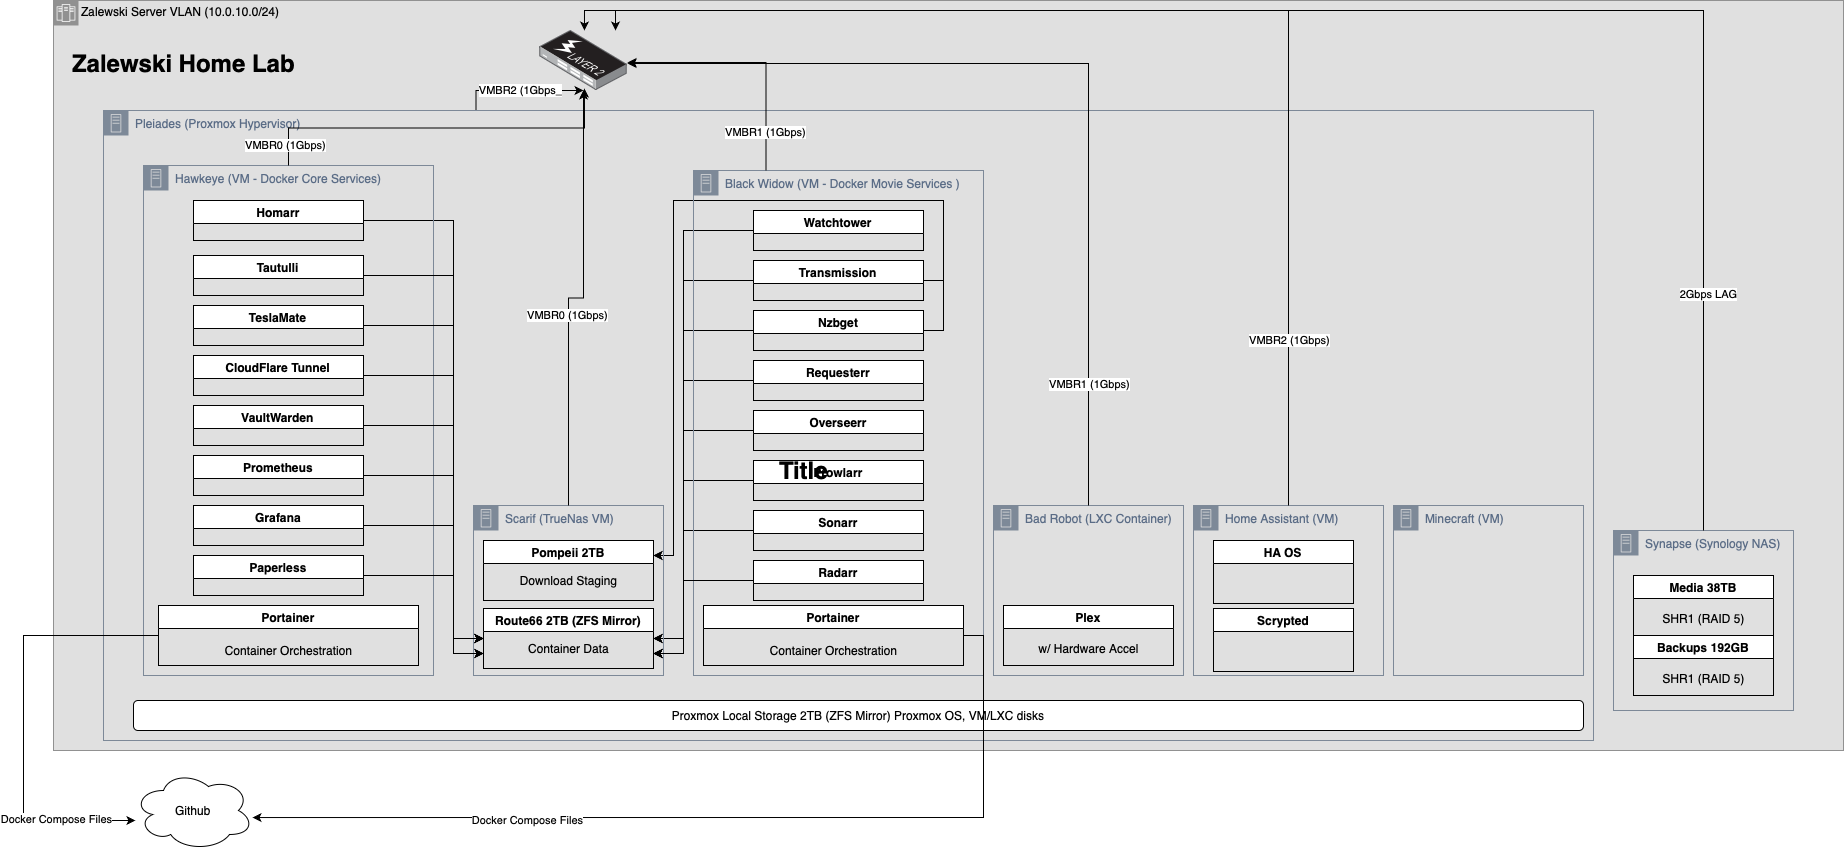 Zalewski Server VLAN (10.0.10.0/24)
Zalewski Home Lab
LAYER 2
VMBR2 (1Gbps_
Pleiades (Proxmox Hypervisor)
VMBR0 (1Gbps)
VMBR1 (1Gbps)
Hawkeye (VM - Docker Core Services)
Homarr
Tautulli
TeslaMate
CloudFlare Tunnel
VaultWarden
Prometheus
Grafana
Paperless
Portainer
Container Orchestration
VMBR0 (1Gbps)
Scarif (TrueNas VM)
Pompeii 2TB
Download Staging
Route66 2TB (ZFS Mirror)
Container Data
Black Widow (VM - Docker Movie Services )
Watchtower
Transmission
Nzbget
Requesterr
Overseerr
Title
owlarr
Sonarr
Radarr
Portainer
Container Orchestration
VMBR1 (1Gbps)
Bad Robot (LXC Container)
Plex
w/ Hardware Accel
VMBR2 (1Gbps)
Home Assistant (VM)
HA OS
Scrypted
Minecraft (VM)
2Gbps LAG
Synapse (Synology NAS)
Media 38TB
SHR1 (RAID 5)
Backups 192GB
SHR1 (RAID 5)
Proxmox Local Storage 2TB (ZFS Mirror) Proxmox OS, VM/LXC disks
Github
Docker Compose Files
Docker Compose Files